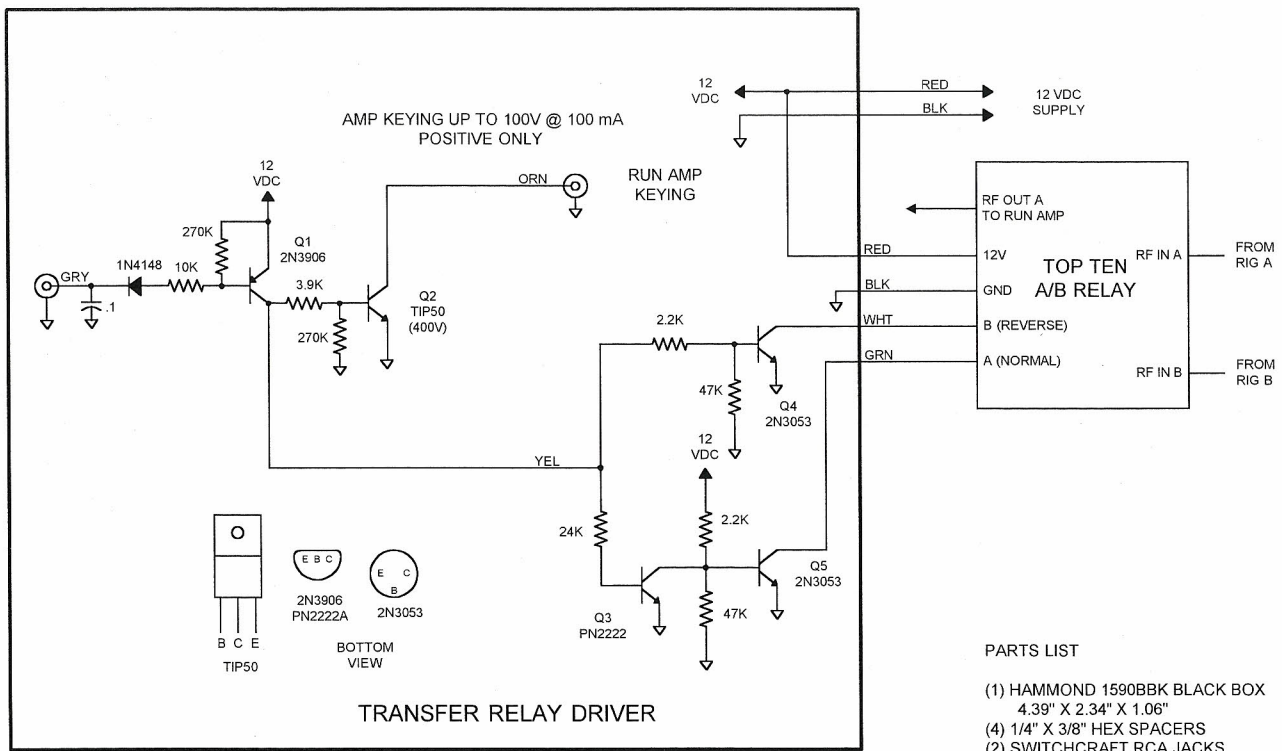 12
VDC
RED
12 VDC
SUPPLY
BLK
AMP KEYING UP TO 100V @ 100 mA
POSITIVE ONLY
12
VDC
ORN
RUN AMP
KEYING
RF OUT A
TO RUN AMP
270K
Q1
2N3906
1N4148
10K
GRY
.1
3.9K
Q2
TIP50
(400V)
270K
RED
12V
RF IN A
FROM
RIG A
TOP TEN
A/B RELAY
BLK
GND
WHT
B (REVERSE)
GRN
A (NORMAL)
RF IN B
FROM
RIG B
2.2K
47K
Q4
2N3053
12
VDC
YEL
24K
2.2K
Q5
2N3053
Q3
PN2222
47K
E B C
E C
B
2N3906
PN2222A
2N3053
B C E
TIP50
BOTTOM
VIEW
TRANSFER RELAY DRIVER
PARTS LIST
(1) HAMMOND 1590BBK BLACK BOX
4.39" X 2.34" X 1.06"
(4) 1/4" X 3/8" HEX SPACERS
(2) SWITCHCRAFT RCA JACKS